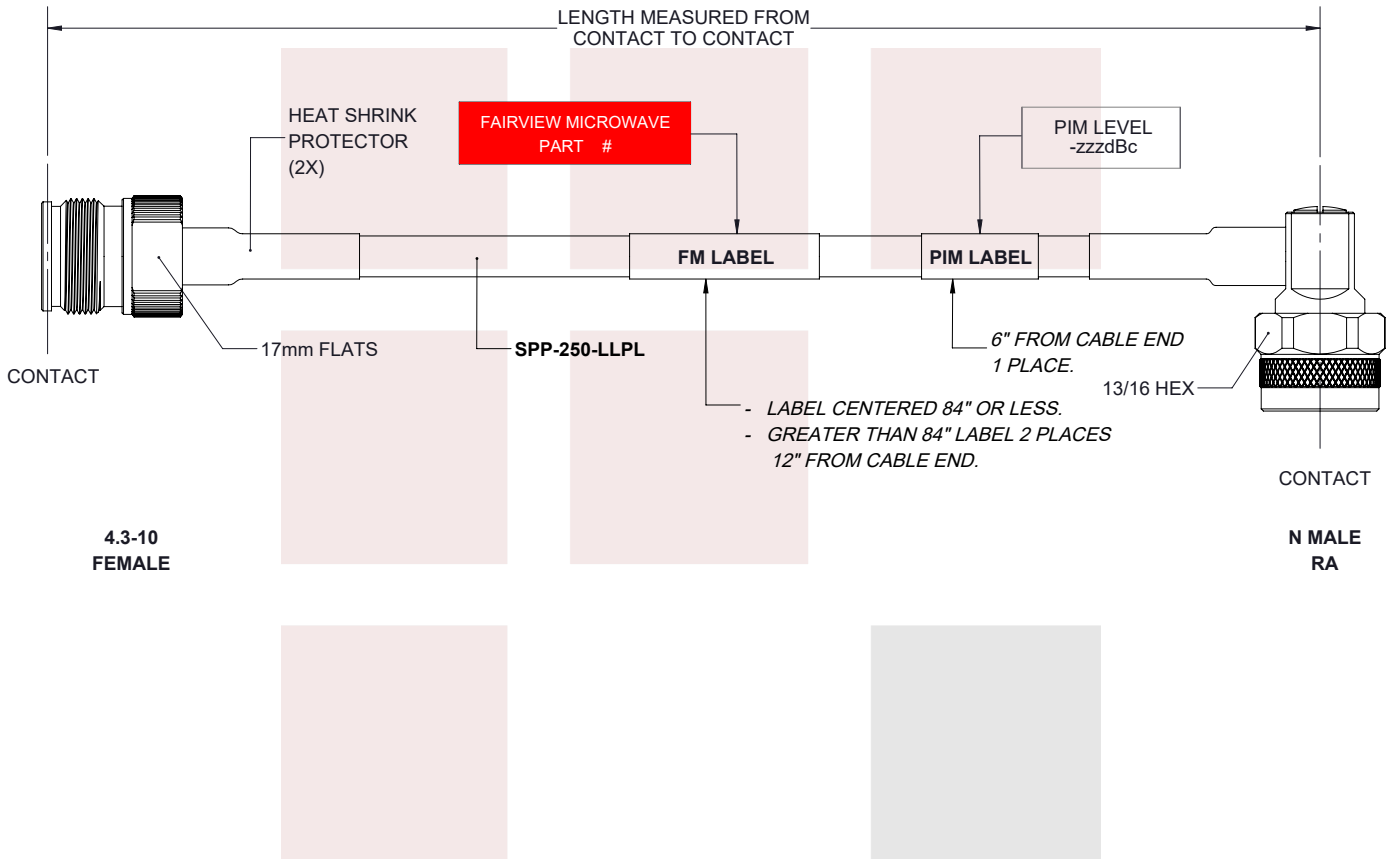 LENGTH MEASURED FROM
CONTACT TO CONTACT
HEAT SHRINK
PROTECTOR
(2X)
FAIRVIEW MICROWAVE
PART #
PIM LEVEL
-zzzdBc
FM LABEL
PIM LABEL
17mm FLATS
SPP-250-LLPL
6" FROM CABLE END
1 PLACE.
13/16 HEX
CONTACT
- LABEL CENTERED 84" OR LESS.
- GREATER THAN 84" LABEL 2 PLACES
12" FROM CABLE END.
CONTACT
4.3-10
FEMALE
N MALE
RA